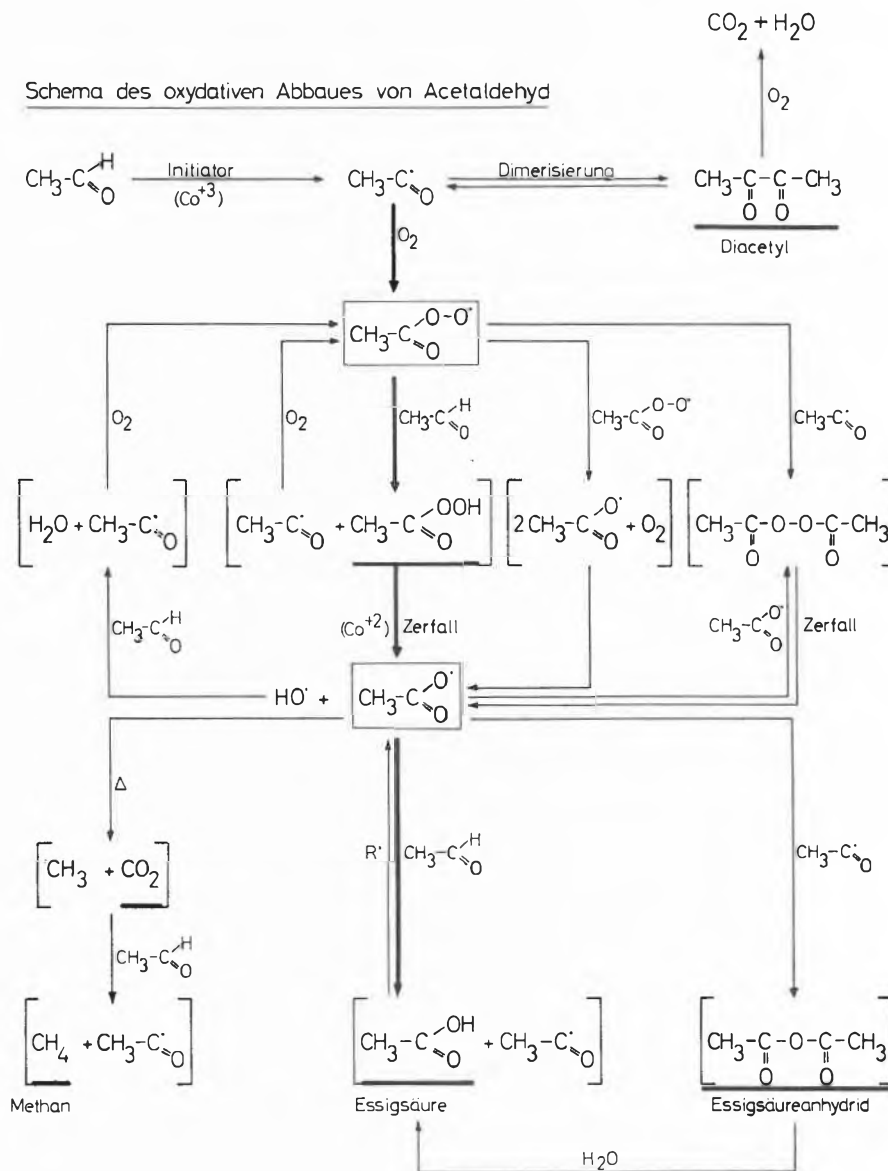 CO2 + H2O
Schema des oxydativen Abbaues von Acetaldehyd
O2
CH3-C H O
Initiator
(Co+3)
CH3-C• O
Dimerisierung
CH3-C-C-CH3
O O
Diacetyl
O2
CH3-C O-O• O
O2
O2
CH3-C H O
CH3-C O-O• O
CH3-C• O
[H2O + CH3-C• O]
[CH3-C• O + CH3-C OOH O]
[2CH3-C O• O + O2]
[CH3-C-O-O-C-CH3]
O O
CH3-C H O
(Co+2) Zerfall
CH3-C O• O
Zerfall
HO• +
CH3-C O• O
Δ
R•
CH3-C H O
CH3-C• O
[CH3 + CO2]
CH3-C H O
[CH4 + CH3-C• O]
[CH3-C OH O + CH3-C• O]
[CH3-C-O-C-CH3]
O O
Methan
Essigsäure
Essigsäureanhydrid
H2O